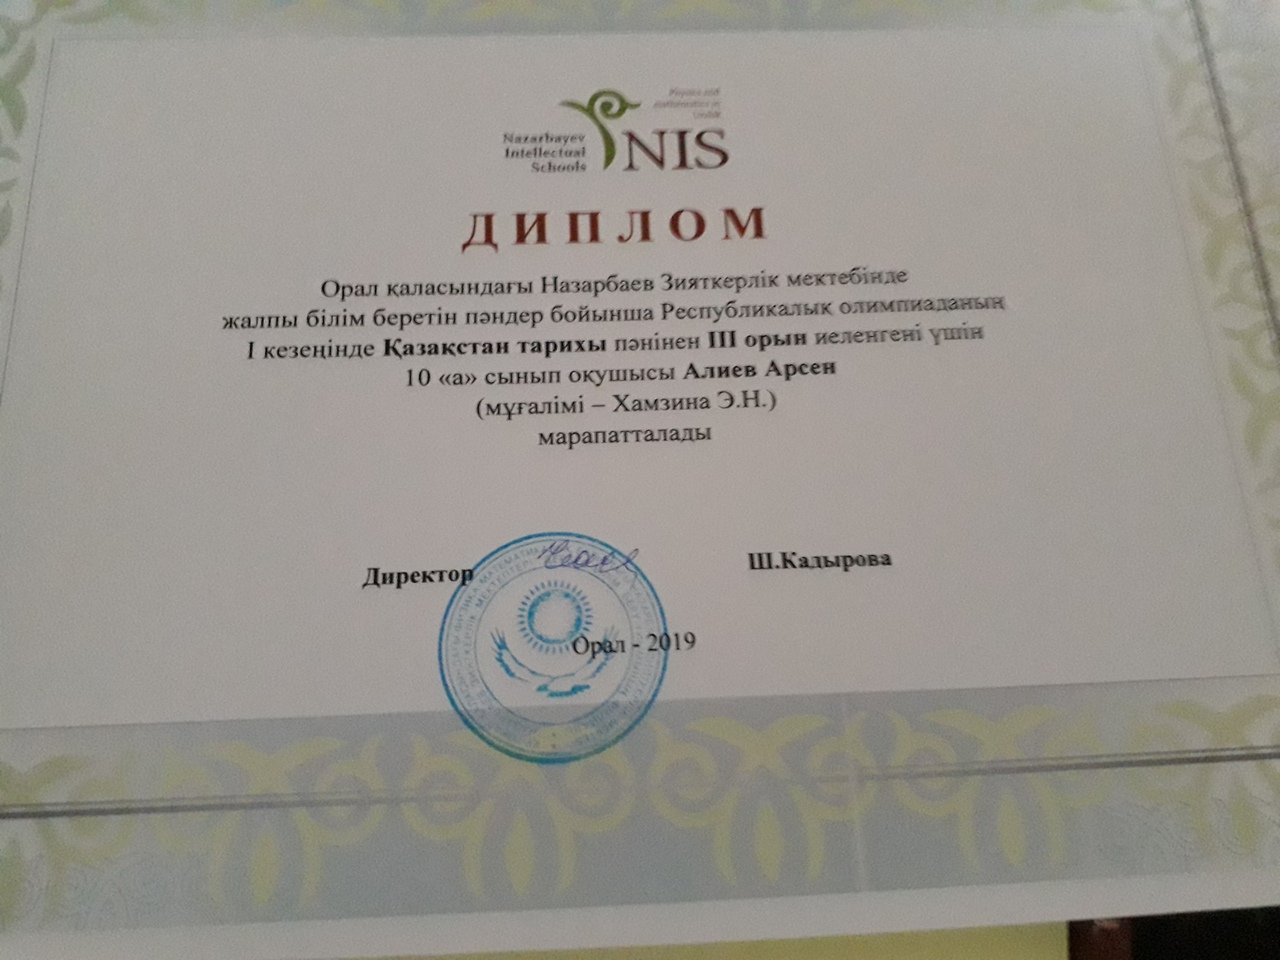 Physics and
mathematics in
Uralsk
Nazarbayev
Intellectual
Schools
NIS
ДИПЛОМ
Орал қаласындағы Назарбаев Зияткерлік мектебінде
жалпы білім беретін пәндер бойынша Республикалық олимпиаданың
I кезеңінде Қазақстан тарихы пәнінен III орын иеленгені үшін
10 «а» сынып оқушысы Алиев Арсен
(мұғалімі – Хамзина Э.Н.)
марапатталады
Директор
Ш.Кадырова
Орал - 2019